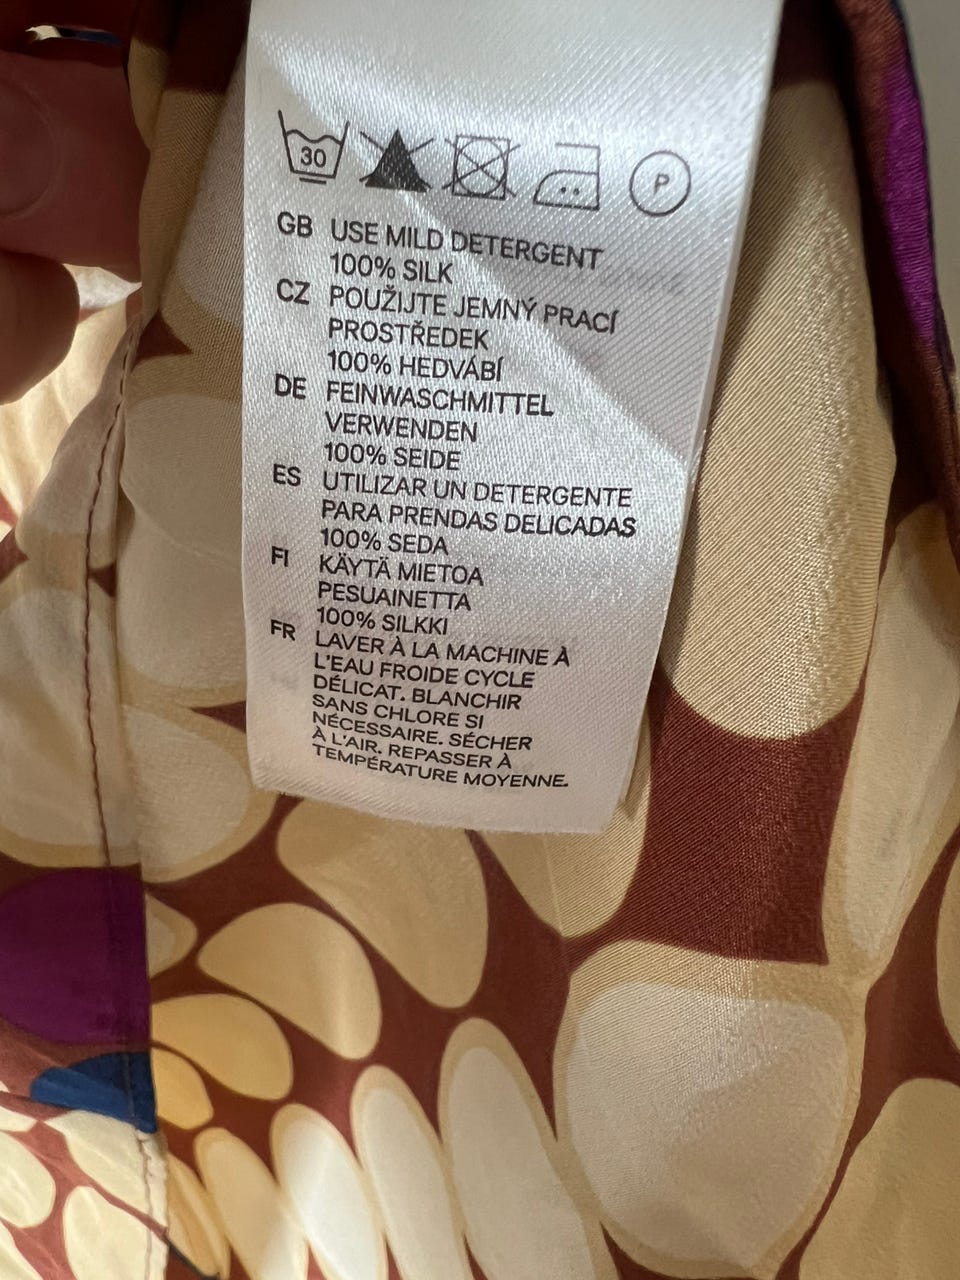 30 P
GB USE MILD DETERGENT
100% SILK
CZ POUŽIJTE JEMNÝ PRACÍ
PROSTŘEDEK
100% HEDVÁBÍ
DE FEINWASCHMITTEL
VERWENDEN
100% SEIDE
ES UTILIZAR UN DETERGENTE
PARA PRENDAS DELICADAS
100% SEDA
FI KÄYTÄ MIETOA
PESUAINETTA
100% SILKKI
FR LAVER À LA MACHINE À
L'EAU FROIDE CYCLE
DÉLICAT. BLANCHIR
SANS CHLORE SI
NÉCESSAIRE. SÉCHER
À L'AIR. REPASSER À
TEMPÉRATURE MOYENNE.